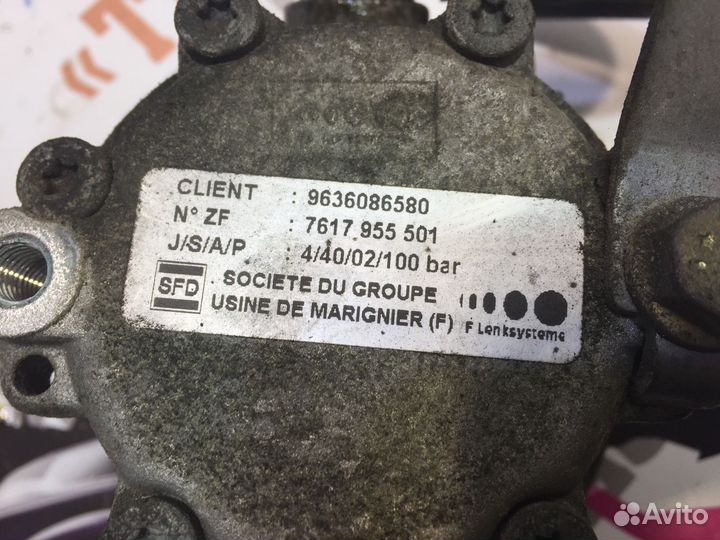 « T
CLIENT : 9636086580
N° ZF : 7617 955 501
J/S/A/P : 4/40/02/100 bar
SFD SOCIETE DU GROUPE
USINE DE MARIGNIER (F) F Lenksysteme
Avito